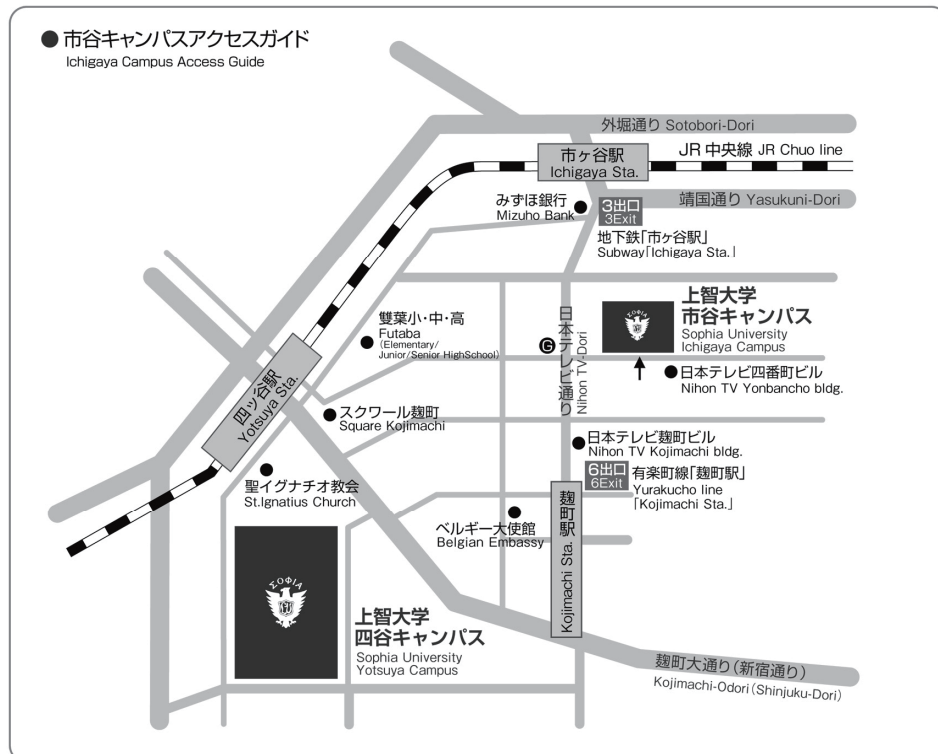 ● 市谷キャンパスアクセスガイド
Ichigaya Campus Access Guide
外堀通り Sotobori-Dori
JR 中央線 JR Chuo line
市ヶ谷駅
Ichigaya Sta.
みずほ銀行
Mizuho Bank
3出口
3Exit
靖国通り Yasukuni-Dori
地下鉄「市ヶ谷駅」
Subway「Ichigaya Sta.」
上智大学
市谷キャンパス
Sophia University
Ichigaya Campus
ΣΟΦΙΑ
雙葉小・中・高
Futaba
(Elementary/
Junior/Senior HighSchool)
G
日本テレビ通り
Nihon TV-Dori
日本テレビ四番町ビル
Nihon TV Yonbancho bldg.
四ッ谷駅
Yotsuya Sta.
スクワール麹町
Square Kojimachi
日本テレビ麹町ビル
Nihon TV Kojimachi bldg.
6出口
6Exit
有楽町線「麹町駅」
Yurakucho line
「Kojimachi Sta.」
聖イグナチオ教会
St.Ignatius Church
麹町駅
Kojimachi Sta.
ベルギー大使館
Belgian Embassy
ΣΟΦΙΑ
上智大学
四谷キャンパス
Sophia University
Yotsuya Campus
麹町大通り(新宿通り)
Kojimachi-Odori(Shinjuku-Dori)